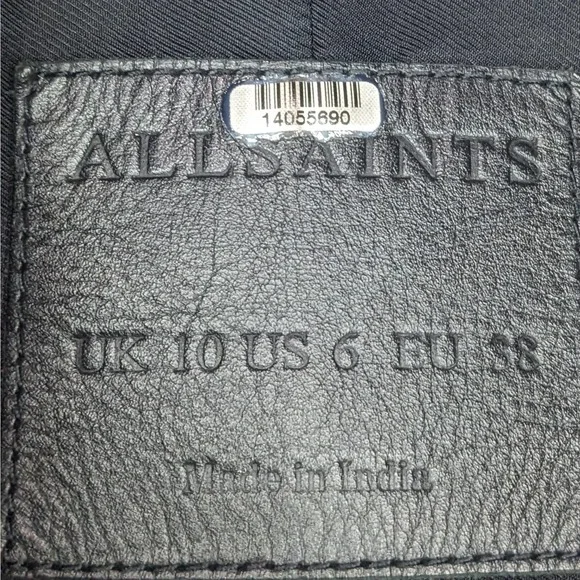 14055690
ALLSAINTS
UK 10 US 6 EU 38
Made in India